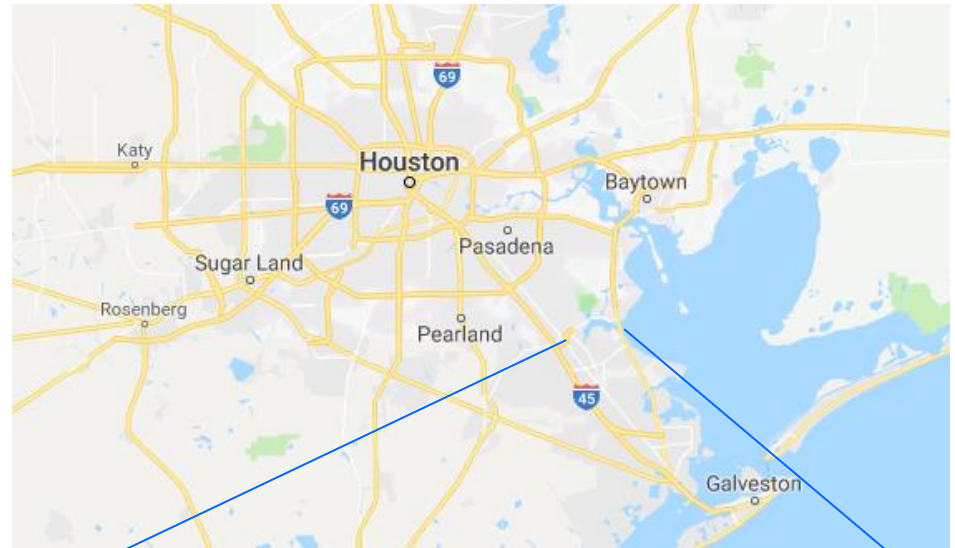 69
Katy
Houston
Baytown
69
Pasadena
Sugar Land
Rosenberg
Pearland
45
Galveston